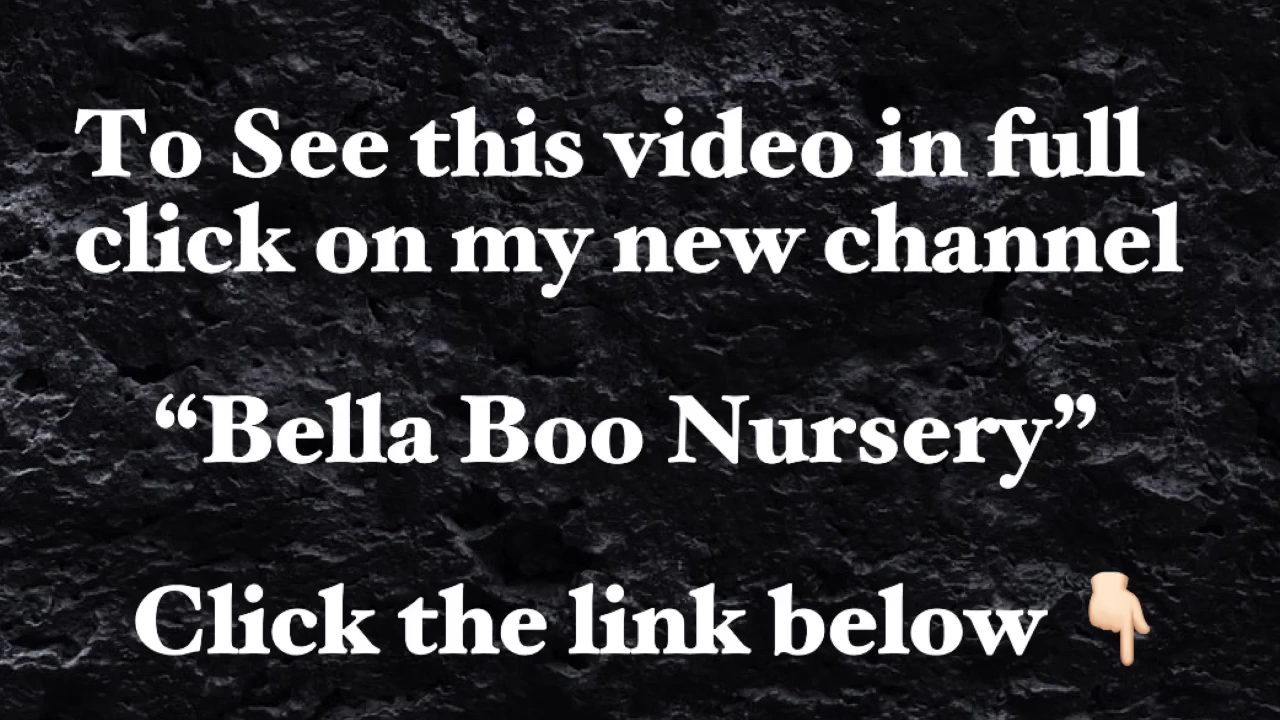 To See this video in full
click on my new channel
“Bella Boo Nursery”
Click the link below 👇🏻